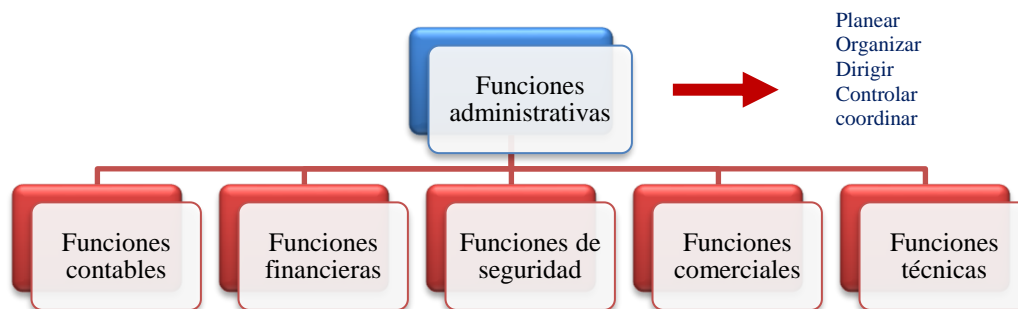 Funciones
administrativas
Planear
Organizar
Dirigir
Controlar
coordinar
Funciones
contables
Funciones
financieras
Funciones de
seguridad
Funciones
comerciales
Funciones
técnicas